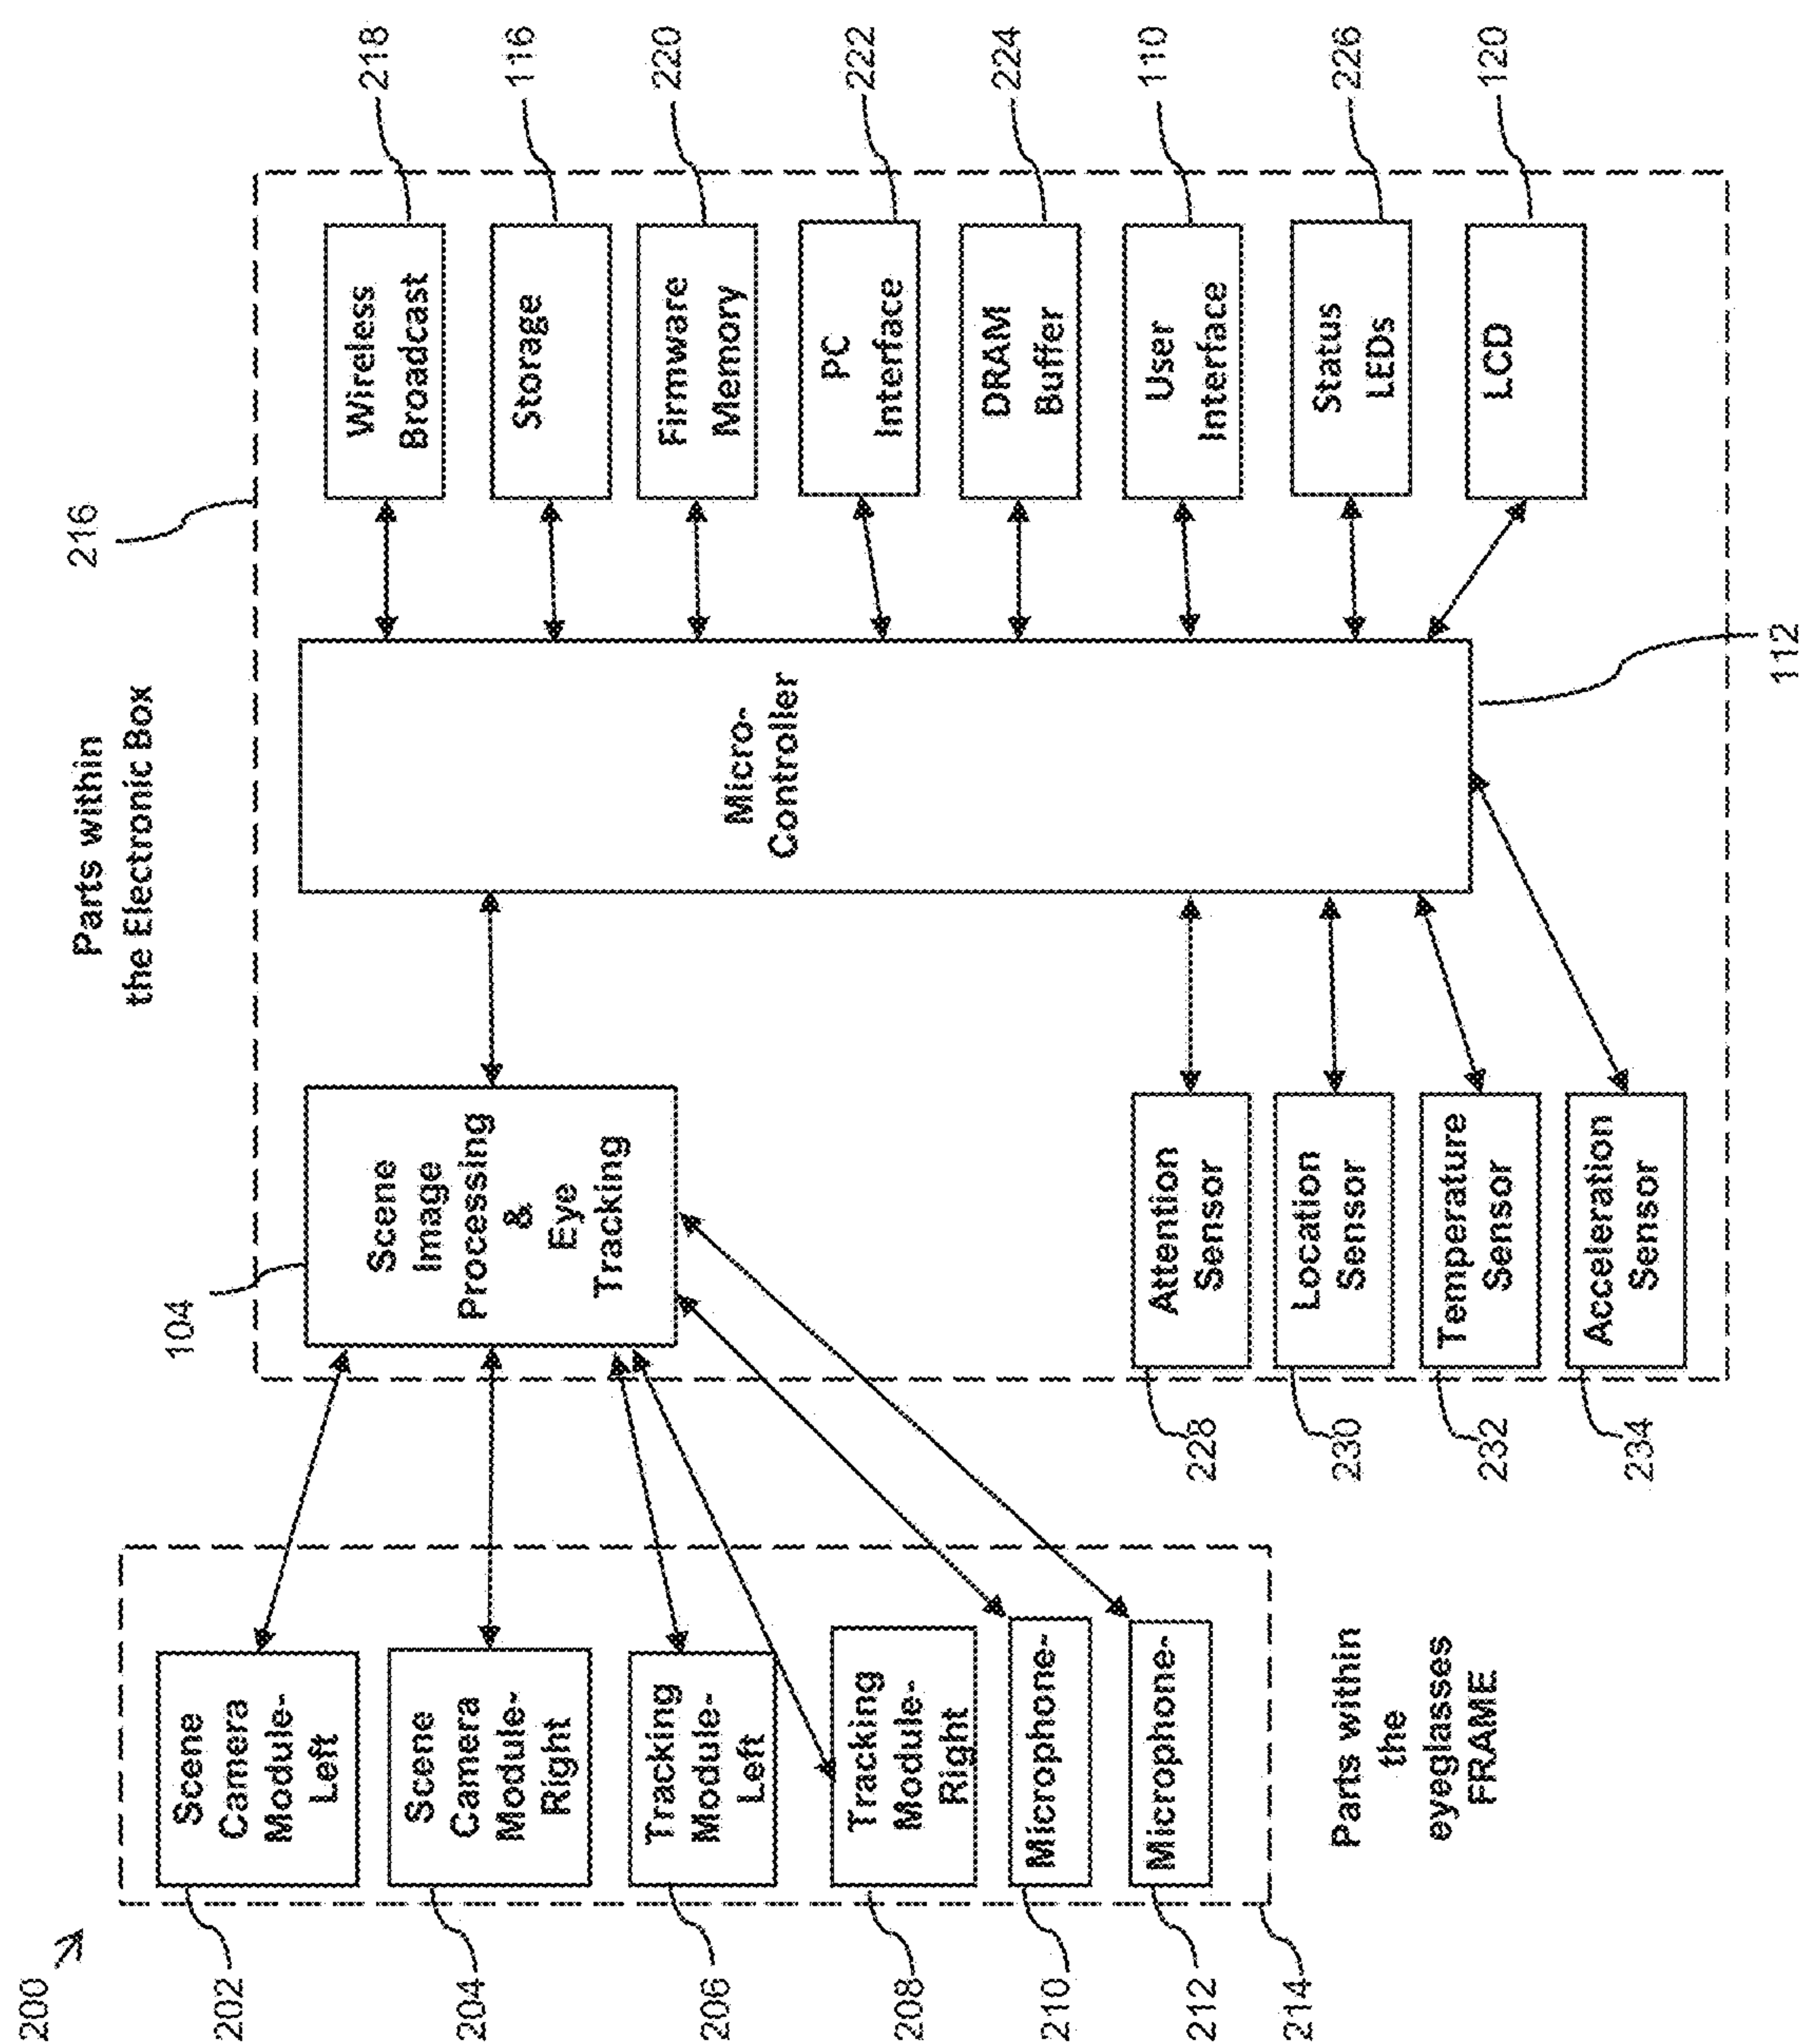 200
Parts within
the Electronic Box
216
104
202
Scene
Camera
Module-
Left
204
Scene
Camera
Module-
Right
206
Tracking
Module-
Left
208
Tracking
Module-
Right
210
Microphone-
212
Microphone-
214
Parts within
the
eyeglasses
FRAME
Scene
Image
Processing
&
Eye
Tracking
228
Attention
Sensor
230
Location
Sensor
232
Temperature
Sensor
234
Acceleration
Sensor
Micro-
Controller
112
Wireless
Broadcast
218
Storage
116
Firmware
Memory
220
PC
Interface
222
DRAM
Buffer
224
User
Interface
110
Status
LEDs
226
LCD
120